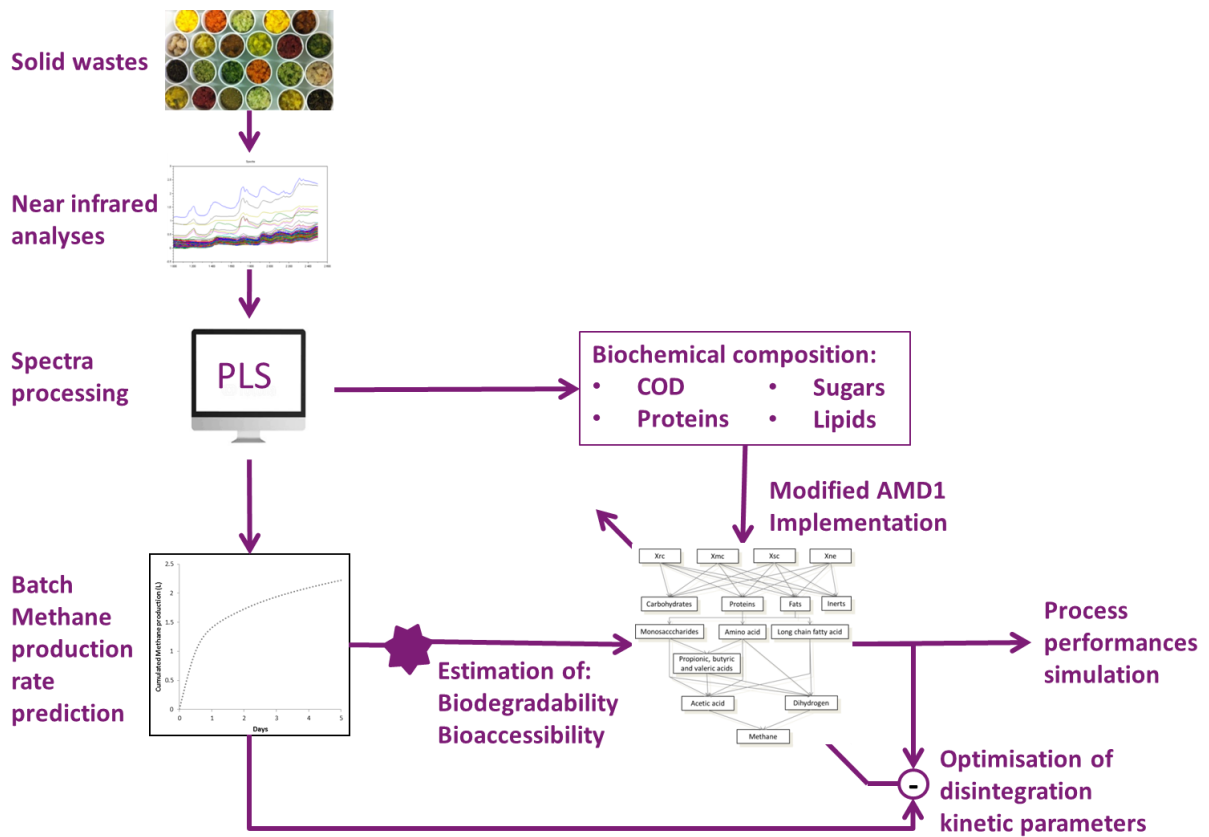 Solid wastes
Near infrared
analyses
Spectra
processing
PLS
Biochemical composition:
• COD
• Sugars
• Proteins
• Lipids
Modified AMD1
Implementation
Batch
Methane
production
rate
prediction
Cumulated Methane production (L)
2.5
2
1.5
1
0.5
0
0 1 2 3 4 5
Days
Estimation of:
Biodegradability
Bioaccessibility
Xrc Xmc Xsc Xne
Carbohydrates Proteins Fats Inerts
Monosacccharides Amino acid Long chain fatty acid
Propionic, butyric
and valeric acids
Acetic acid Dihydrogen
Methane
Process
performances
simulation
-
Optimisation of
disintegration
kinetic parameters